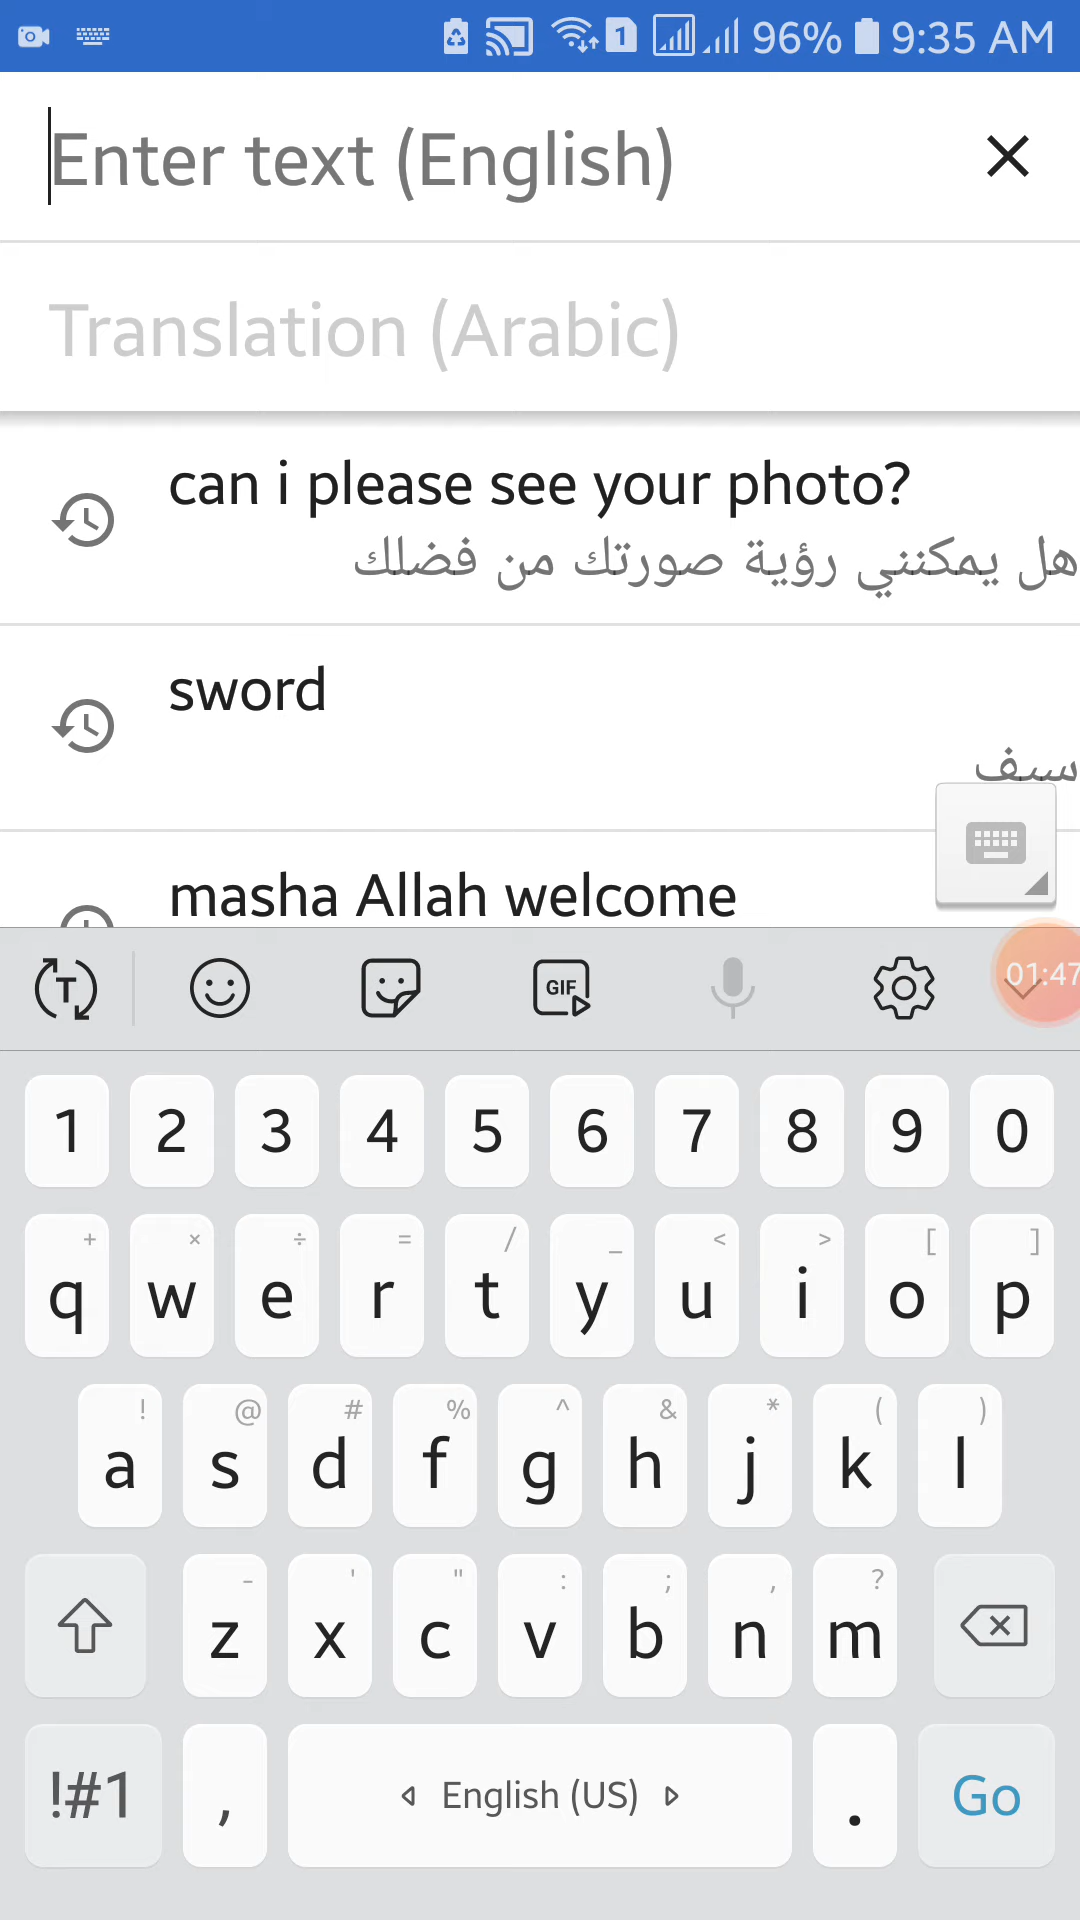 1 96% 9:35 AM
Enter text (English)
Translation (Arabic)
can i please see your photo?
هل يمكنني رؤية صورتك من فضلك
sword
سيف
masha Allah welcome
T GIF 01:47
1 2 3 4 5 6 7 8 9 0
+ × ÷ = / _ < > [ ]
q w e r t y u i o p
! @ # % ^ & * ( )
a s d f g h j k l
- ' " : ; , ?
z x c v b n m
!#1 , English (US) . Go